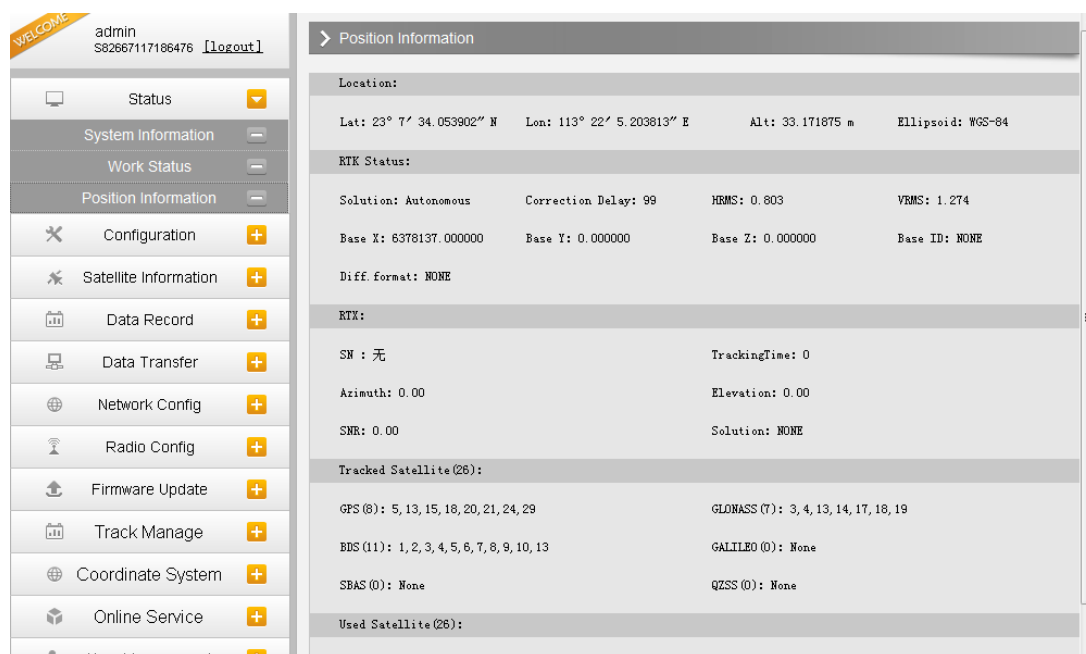 WELCOME
admin
S82667117186476 [logout]
Status
System Information
Work Status
Position Information
Configuration
Satellite Information
Data Record
Data Transfer
Network Config
Radio Config
Firmware Update
Track Manage
Coordinate System
Online Service
Position Information
Location:
Lat: 23° 7′ 34.053902″ N Lon: 113° 22′ 5.203813″ E Alt: 33.171875 m Ellipsoid: WGS-84
RTK Status:
Solution: Autonomous Correction Delay: 99 HRMS: 0.803 VRMS: 1.274
Base X: 6378137.000000 Base Y: 0.000000 Base Z: 0.000000 Base ID: NONE
Diff.format: NONE
RTX:
SN : 无 TrackingTime: 0
Azimuth: 0.00 Elevation: 0.00
SNR: 0.00 Solution: NONE
Tracked Satellite(26):
GPS(8): 5, 13, 15, 18, 20, 21, 24, 29 GLONASS(7): 3, 4, 13, 14, 17, 18, 19
BDS(11): 1, 2, 3, 4, 5, 6, 7, 8, 9, 10, 13 GALILEO(0): None
SBAS(0): None QZSS(0): None
Used Satellite(26):